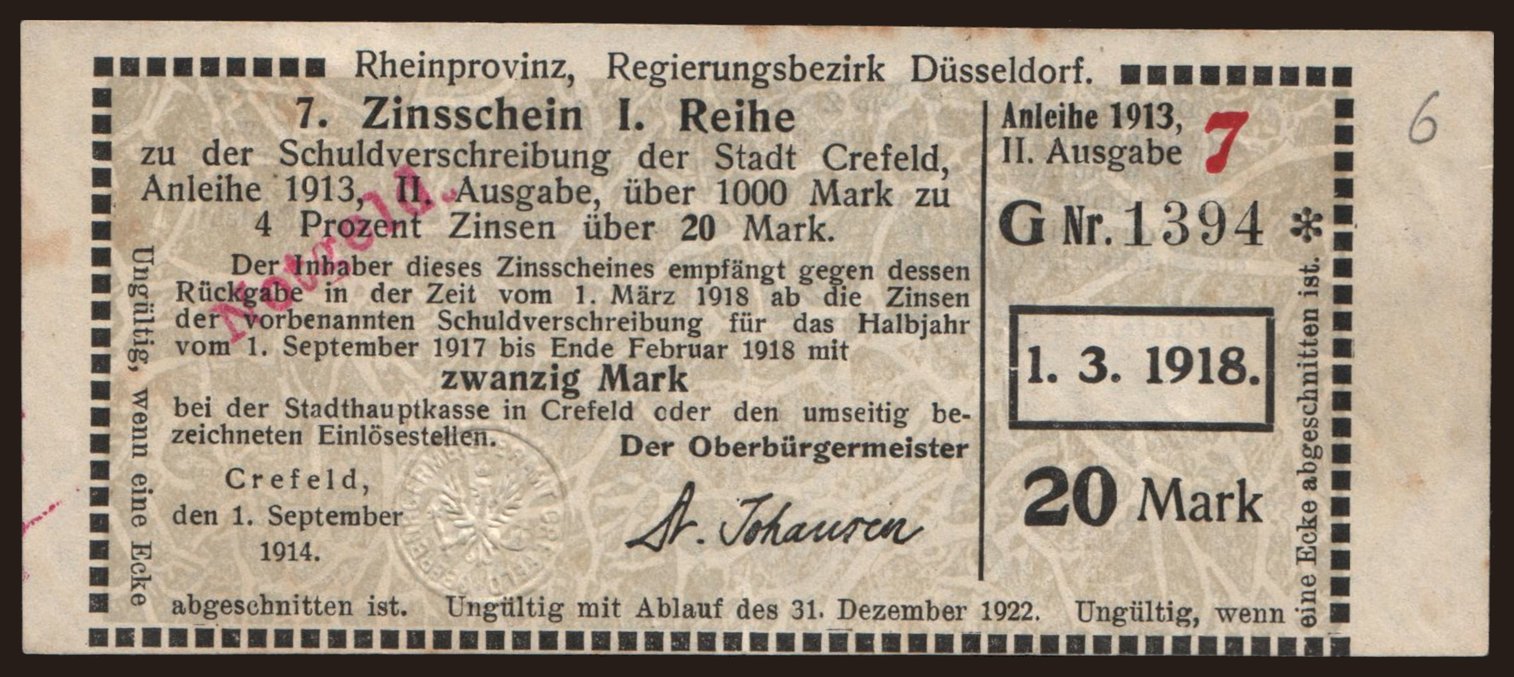 Rheinprovinz, Regierungsbezirk Düsseldorf.
7. Zinsschein I. Reihe
zu der Schuldverschreibung der Stadt Crefeld,
Anleihe 1913, II. Ausgabe, über 1000 Mark zu
4 Prozent Zinsen über 20 Mark.
Der Inhaber dieses Zinsscheines empfängt gegen dessen
Rückgabe in der Zeit vom 1. März 1918 ab die Zinsen
der vorbenannten Schuldverschreibung für das Halbjahr
vom 1. September 1917 bis Ende Februar 1918 mit
zwanzig Mark
bei der Stadthauptkasse in Crefeld oder den umseitig be-
zeichneten Einlösestellen.
Der Oberbürgermeister
Crefeld,
den 1. September
1914.
Johansen
Notgeld.
Anleihe 1913,
II. Ausgabe 7
G Nr. 1394 *
1. 3. 1918.
20 Mark
Ungültig, wenn eine Ecke
abgeschnitten ist. Ungültig mit Ablauf des 31. Dezember 1922. Ungültig, wenn
eine Ecke abgeschnitten ist.
6